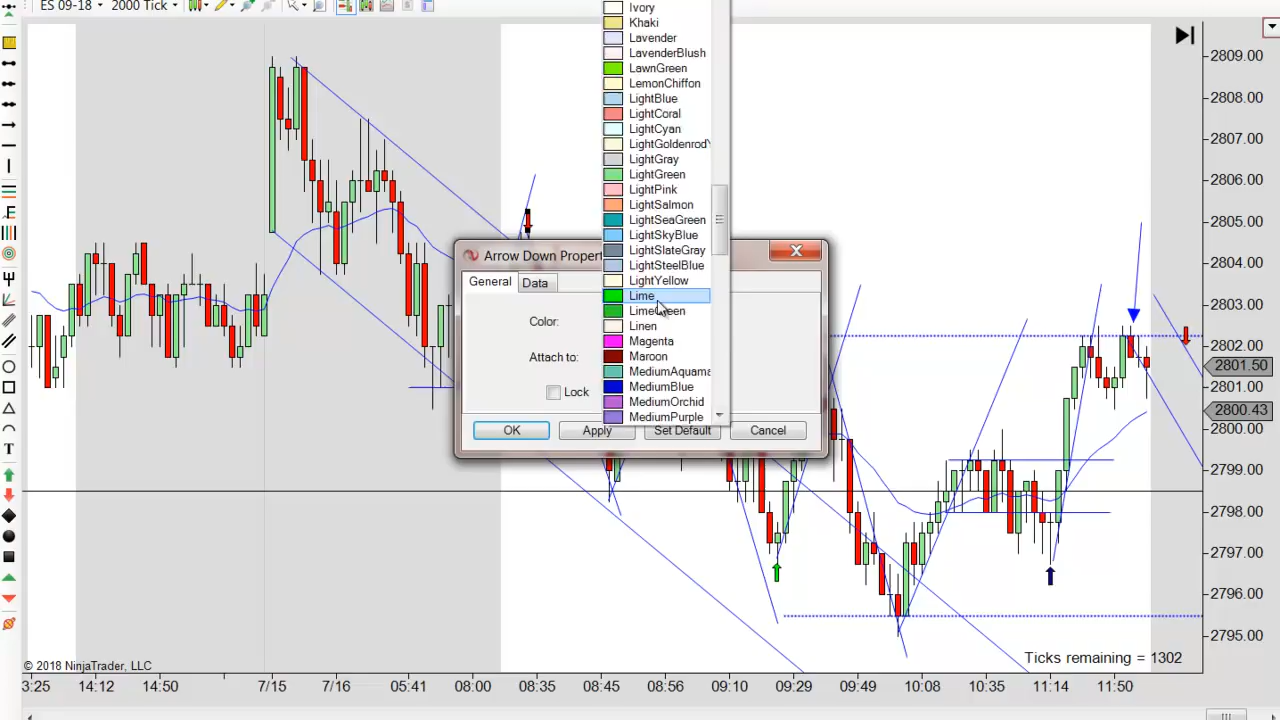 ES 09-18
2000 Tick
Ivory
Khaki
Lavender
LavenderBlush
LawnGreen
LemonChiffon
LightBlue
LightCoral
LightCyan
LightGoldenrodY
LightGray
LightGreen
LightPink
LightSalmon
LightSeaGreen
LightSkyBlue
LightSlateGray
LightSteelBlue
LightYellow
Lime
LimeGreen
Linen
Magenta
Maroon
MediumAquama
MediumBlue
MediumOrchid
MediumPurple
Arrow Down Propert
General
Data
Color:
Attach to:
Lock
OK
Apply
Set Default
Cancel
T
2809.00
2808.00
2807.00
2806.00
2805.00
2804.00
2803.00
2802.00
2801.50
2801.00
2800.43
2800.00
2799.00
2798.00
2797.00
2796.00
2795.00
Ticks remaining = 1302
© 2018 NinjaTrader, LLC
3:25
14:12
14:50
7/15
7/16
05:41
08:00
08:35
08:45
08:56
09:10
09:29
09:49
10:08
10:35
11:14
11:50